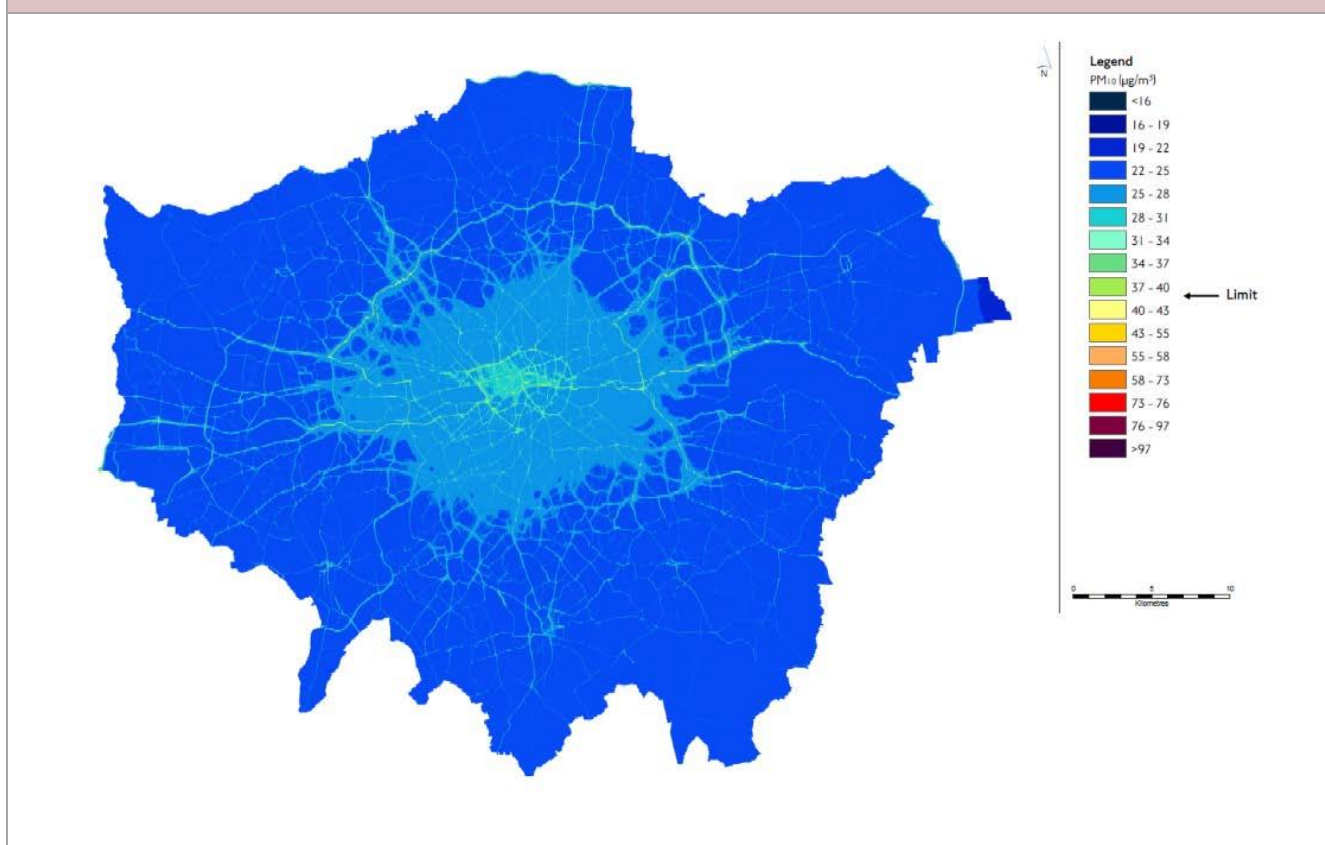 N
Legend
PM₁₀ (µg/m³)
<16
16 - 19
19 - 22
22 - 25
25 - 28
28 - 31
31 - 34
34 - 37
37 - 40
Limit
40 - 43
43 - 55
55 - 58
58 - 73
73 - 76
76 - 97
>97
0 5 10
Kilometres